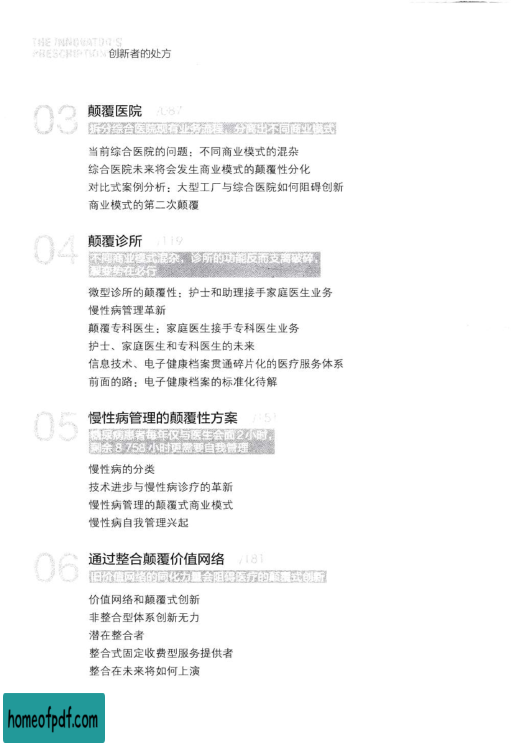 THE INNOVATOR'S
PRESCRIPTION 创新者的处方
03 颠覆医院 /087
拆分综合医院现有业务流程，分离出不同商业模式
当前综合医院的问题：不同商业模式的混杂
综合医院未来将会发生商业模式的颠覆性分化
对比式案例分析：大型工厂与综合医院如何阻碍创新
商业模式的第二次颠覆
04 颠覆诊所 /119
不同商业模式混杂，诊所的功能反而支离破碎，
裂变势在必行
微型诊所的颠覆性：护士和助理接手家庭医生业务
慢性病管理革新
颠覆专科医生：家庭医生接手专科医生业务
护士、家庭医生和专科医生的未来
信息技术、电子健康档案贯通碎片化的医疗服务体系
前面的路：电子健康档案的标准化待解
05 慢性病管理的颠覆性方案 /151
糖尿病患者每年仅与医生会面 2 小时，
剩余 8 758 小时更需要自我管理
慢性病的分类
技术进步与慢性病诊疗的革新
慢性病管理的颠覆式商业模式
慢性病自我管理兴起
06 通过整合颠覆价值网络 /181
旧价值网络的同化力量会阻碍医疗的颠覆式创新
价值网络和颠覆式创新
非整合型体系创新无力
潜在整合者
整合式固定收费型服务提供者
整合在未来将如何上演
homeofpdf.com